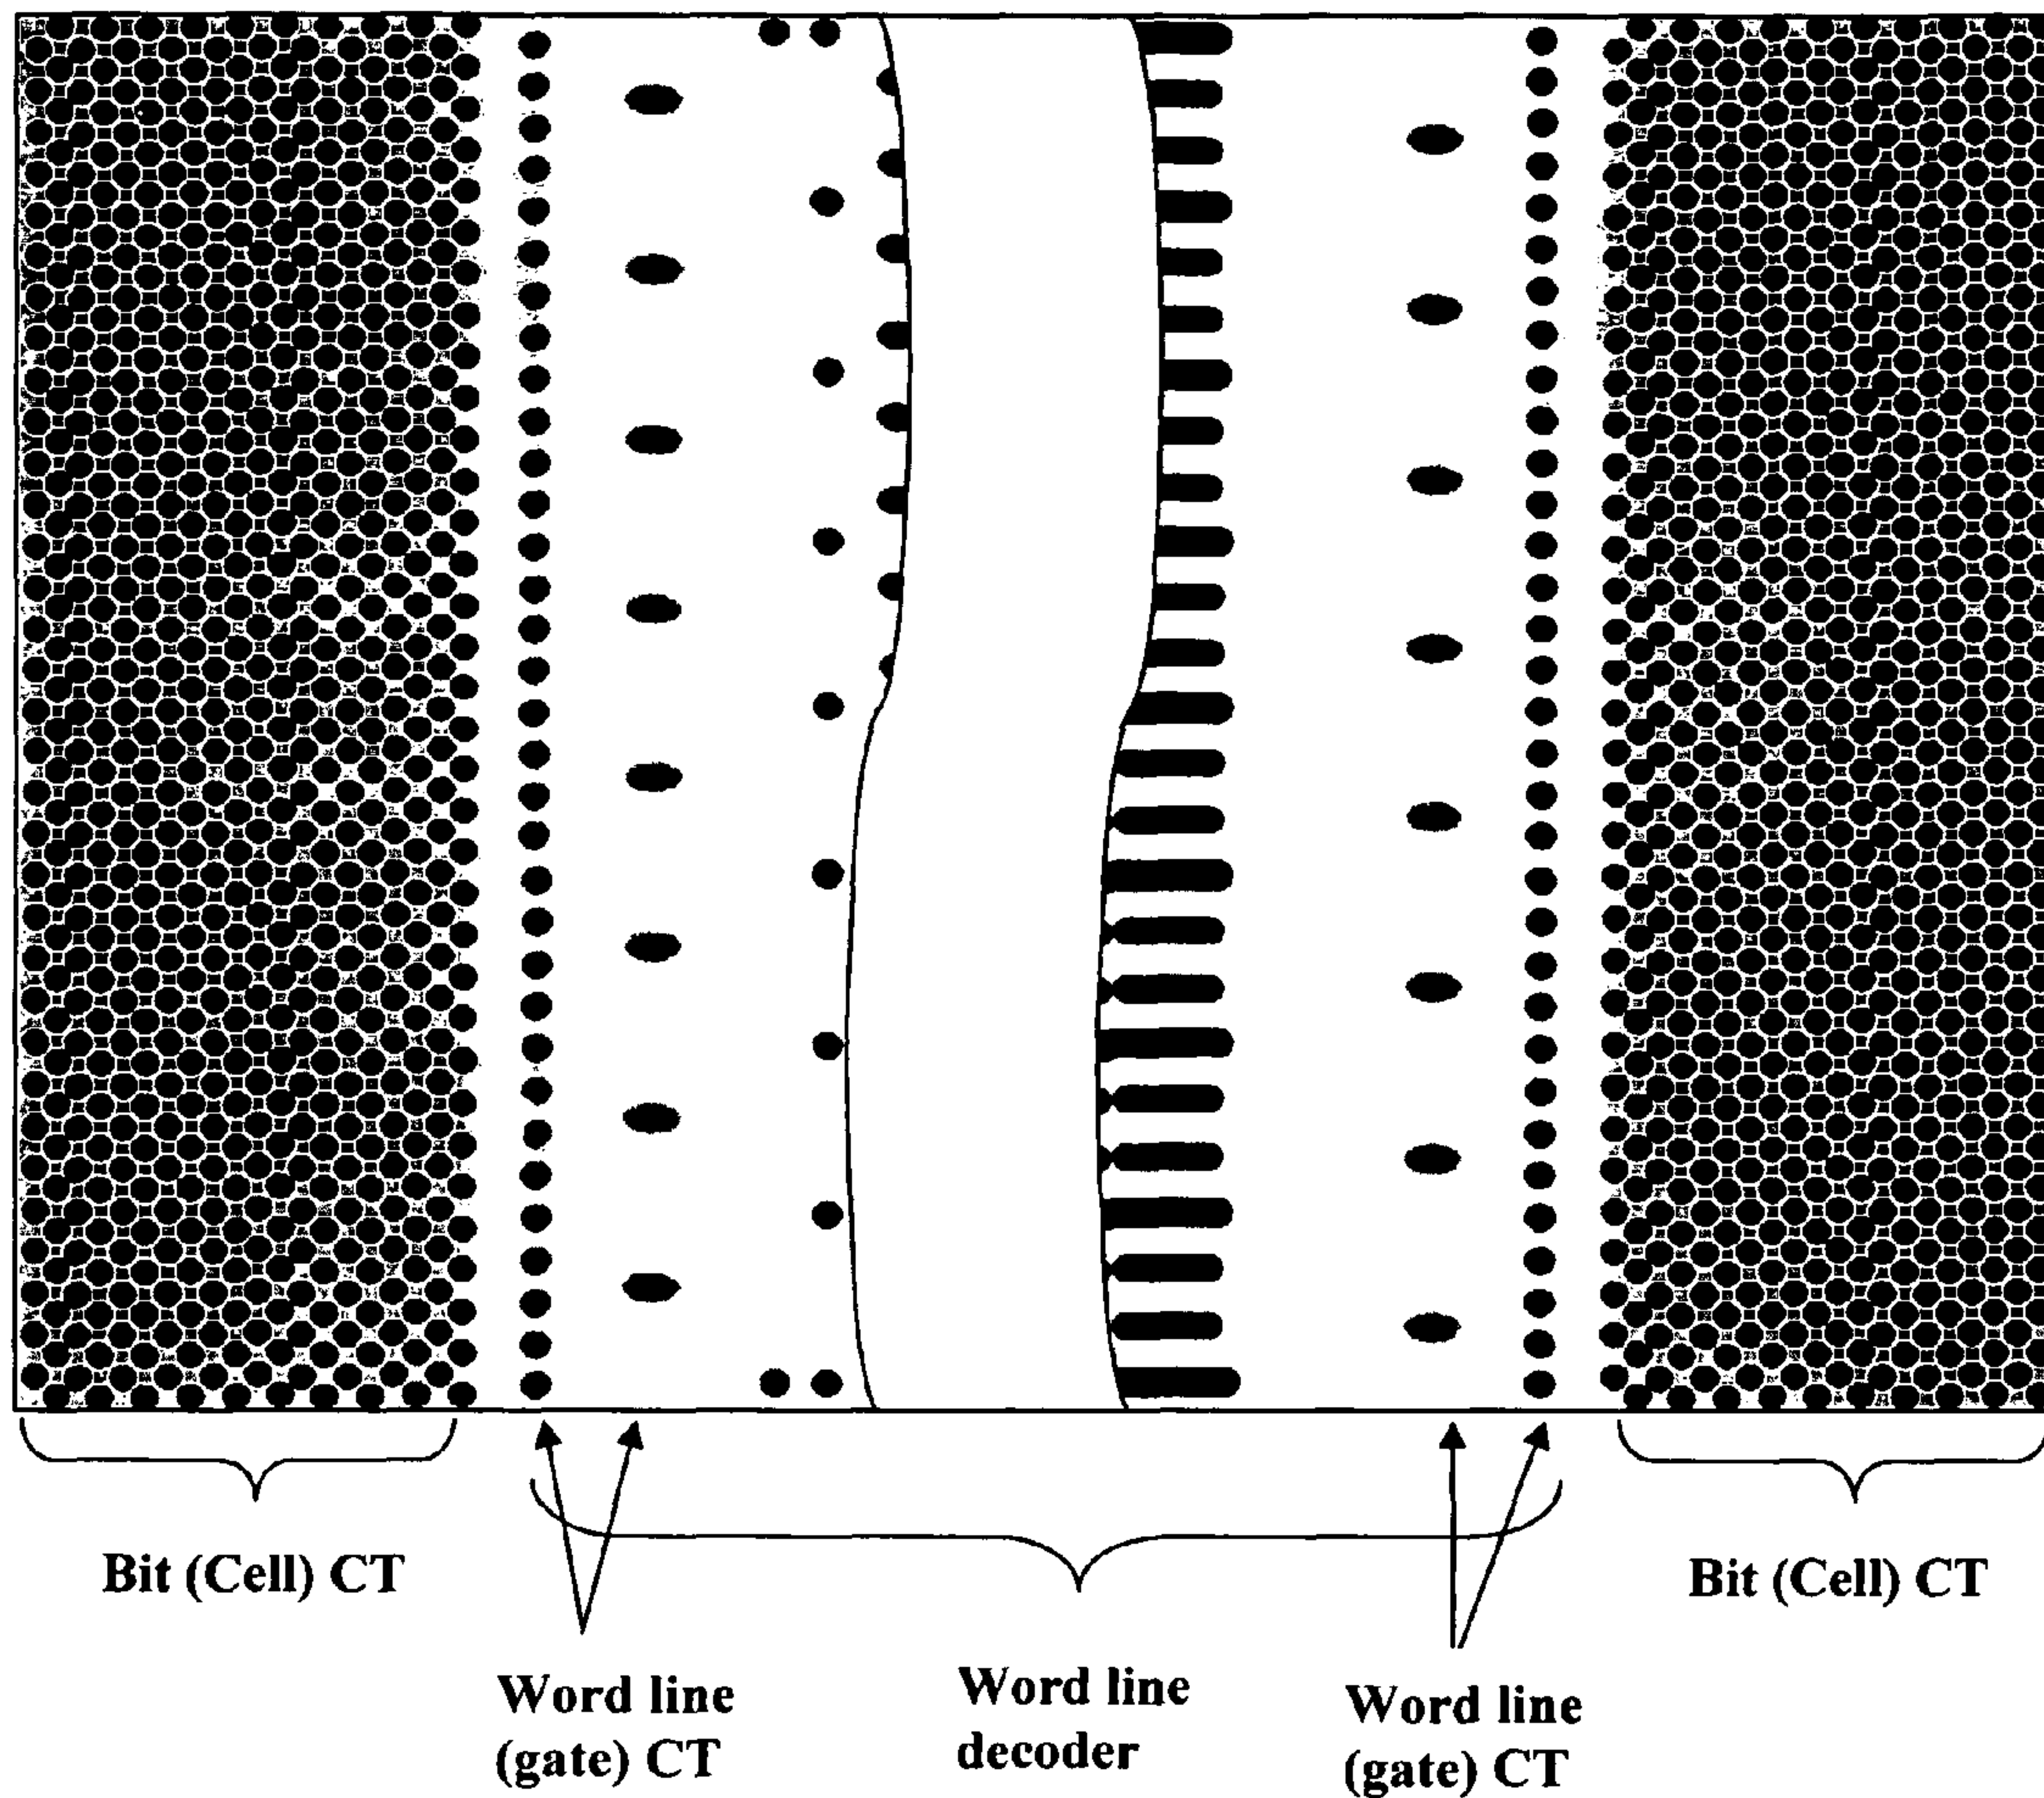 Bit (Cell) CT
Bit (Cell) CT
Word line
(gate) CT
Word line
decoder
Word line
(gate) CT